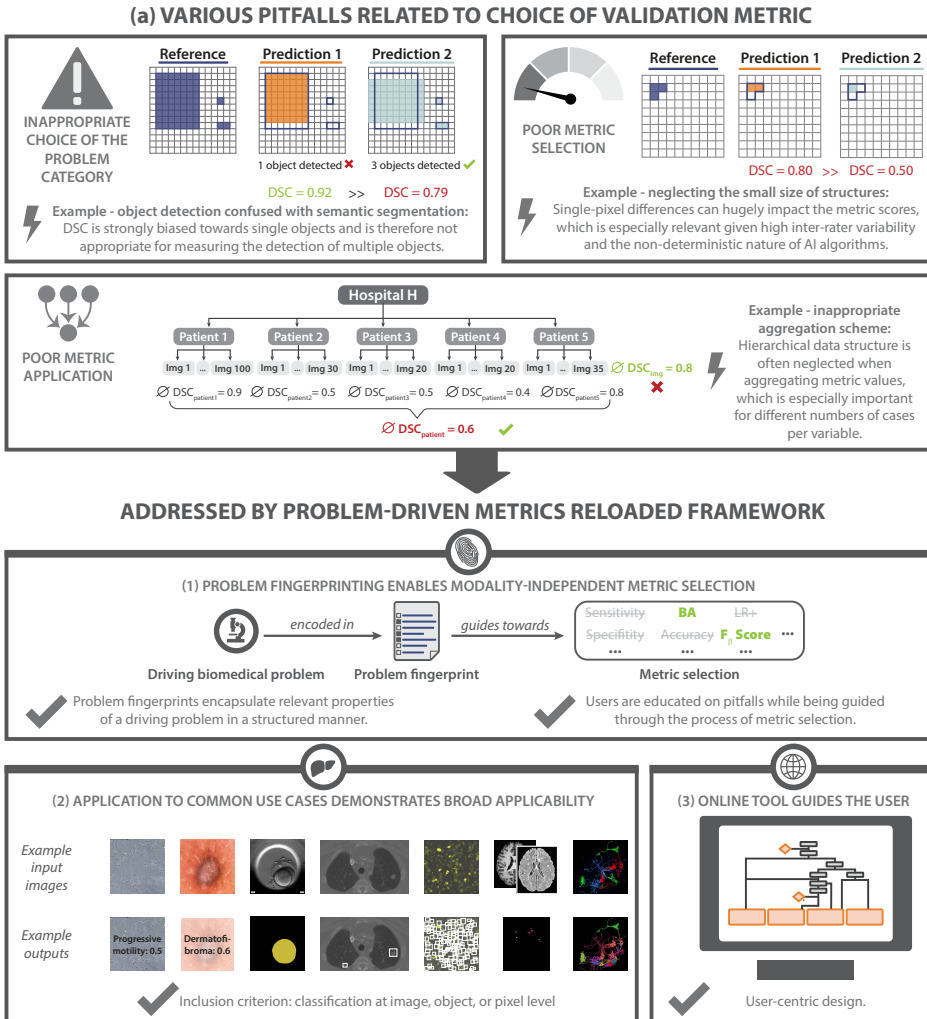 (a) VARIOUS PITFALLS RELATED TO CHOICE OF VALIDATION METRIC
INAPPROPRIATE
CHOICE OF THE
PROBLEM
CATEGORY
Reference
Prediction 1
Prediction 2
1 object detected ✖
3 objects detected ✓
DSC = 0.92 >> DSC = 0.79
Example - object detection confused with semantic segmentation:
DSC is strongly biased towards single objects and is therefore not
appropriate for measuring the detection of multiple objects.
POOR METRIC
SELECTION
Reference
Prediction 1
Prediction 2
DSC = 0.80 >> DSC = 0.50
Example - neglecting the small size of structures:
Single-pixel differences can hugely impact the metric scores,
which is especially relevant given high inter-rater variability
and the non-deterministic nature of AI algorithms.
POOR METRIC
APPLICATION
Hospital H
Patient 1 Patient 2 Patient 3 Patient 4 Patient 5
Img 1 ... Img 100 Img 1 ... Img 30 Img 1 ... Img 20 Img 1 ... Img 20 Img 1 ... Img 35 ∅ DSCimg = 0.8
∅ DSCpatient1 = 0.9 ∅ DSCpatient2 = 0.5 ∅ DSCpatient3 = 0.5 ∅ DSCpatient4 = 0.4 ∅ DSCpatient5 = 0.8 ✖
∅ DSCpatient = 0.6 ✓
Example - inappropriate
aggregation scheme:
Hierarchical data structure is
often neglected when
aggregating metric values,
which is especially important
for different numbers of cases
per variable.
ADDRESSED BY PROBLEM-DRIVEN METRICS RELOADED FRAMEWORK
(1) PROBLEM FINGERPRINTING ENABLES MODALITY-INDEPENDENT METRIC SELECTION
encoded in
guides towards
Sensitivity BA LR+
Specifitity Accuracy Fβ Score ...
... ... ...
Driving biomedical problem
Problem fingerprint
Metric selection
Problem fingerprints encapsulate relevant properties
of a driving problem in a structured manner.
Users are educated on pitfalls while being guided
through the process of metric selection.
(2) APPLICATION TO COMMON USE CASES DEMONSTRATES BROAD APPLICABILITY
Example
input
images
Example
outputs
Progressive
motility: 0.5
Dermatofi-
broma: 0.6
Inclusion criterion: classification at image, object, or pixel level
(3) ONLINE TOOL GUIDES THE USER
User-centric design.